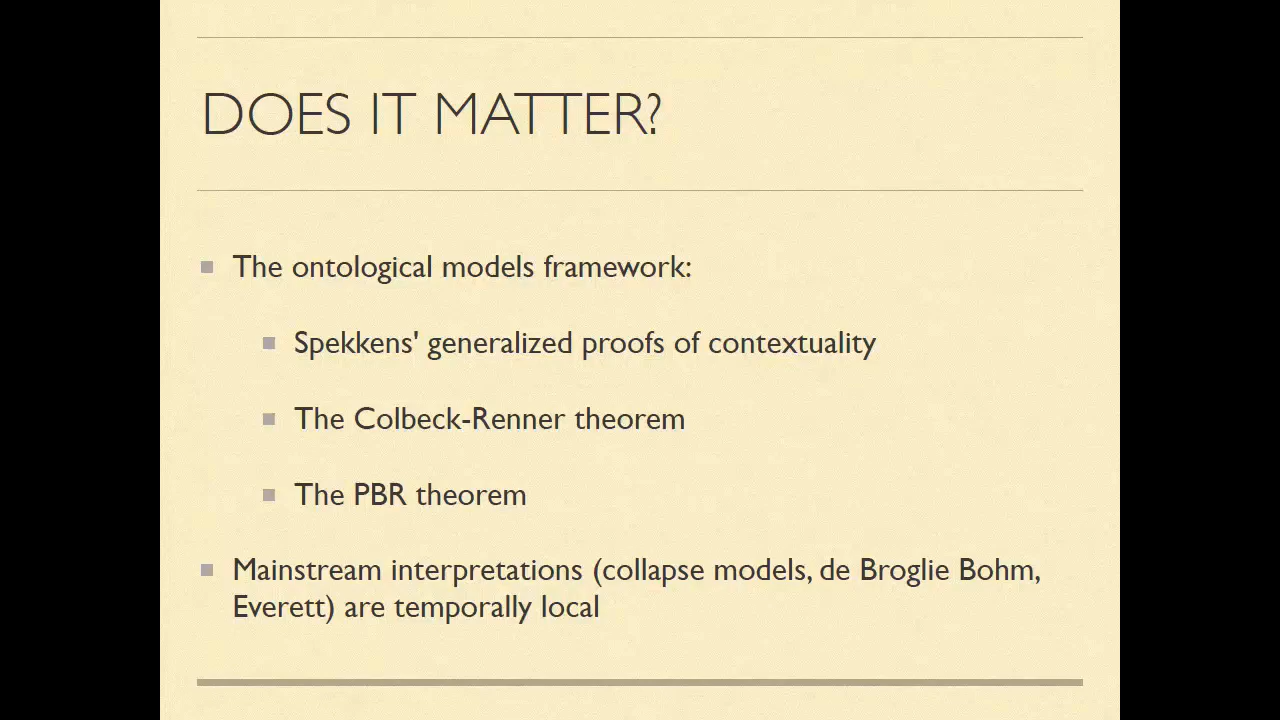 DOES IT MATTER?
The ontological models framework:
Spekkens' generalized proofs of contextuality
The Colbeck-Renner theorem
The PBR theorem
Mainstream interpretations (collapse models, de Broglie Bohm,
Everett) are temporally local